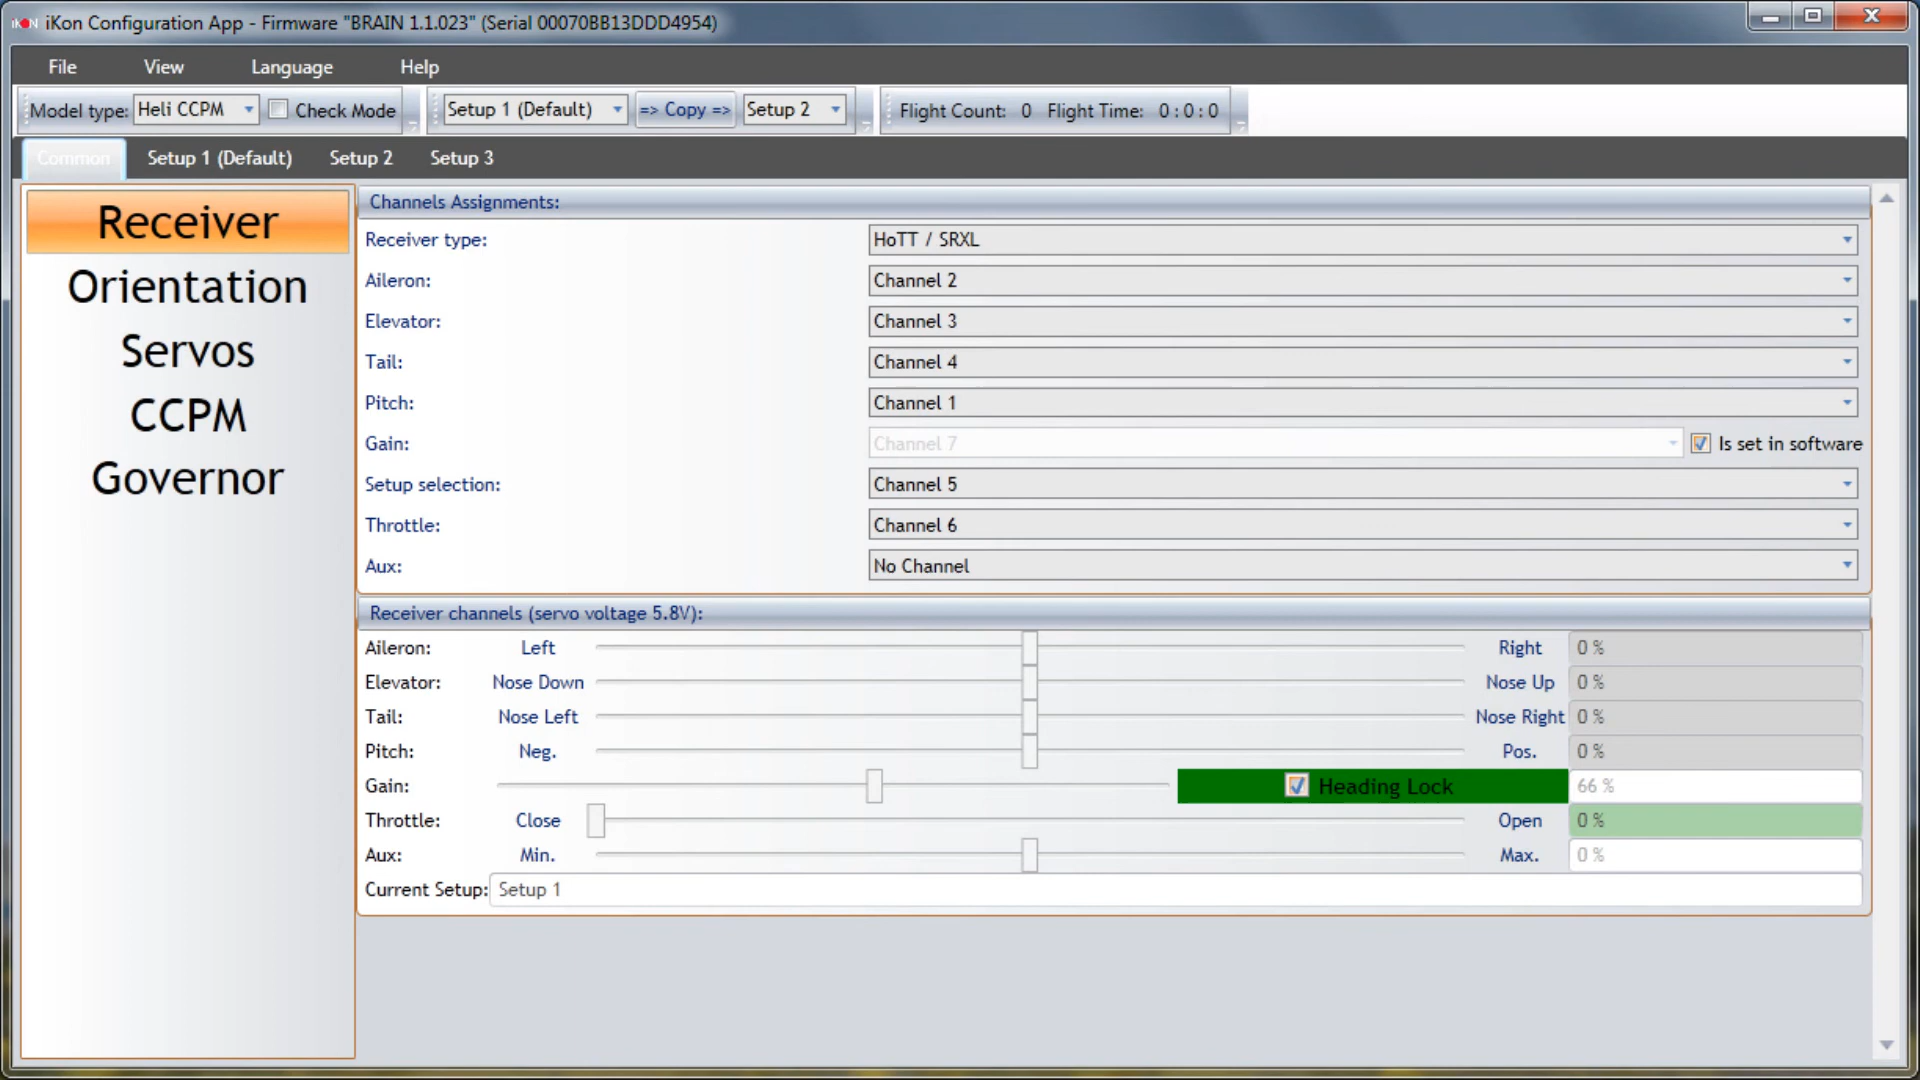 iKON iKon Configuration App - Firmware "BRAIN 1.1.023" (Serial 00070BB13DDD4954)
File View Language Help
Model type: Heli CCPM Check Mode Setup 1 (Default) => Copy => Setup 2 Flight Count: 0 Flight Time: 0 : 0 : 0
Common Setup 1 (Default) Setup 2 Setup 3
Receiver
Orientation
Servos
CCPM
Governor
Channels Assignments:
Receiver type: HoTT / SRXL
Aileron: Channel 2
Elevator: Channel 3
Tail: Channel 4
Pitch: Channel 1
Gain: Channel 7 Is set in software
Setup selection: Channel 5
Throttle: Channel 6
Aux: No Channel
Receiver channels (servo voltage 5.8V):
Aileron: Left Right 0 %
Elevator: Nose Down Nose Up 0 %
Tail: Nose Left Nose Right 0 %
Pitch: Neg. Pos. 0 %
Gain: Heading Lock 66 %
Throttle: Close Open 0 %
Aux: Min. Max. 0 %
Current Setup: Setup 1